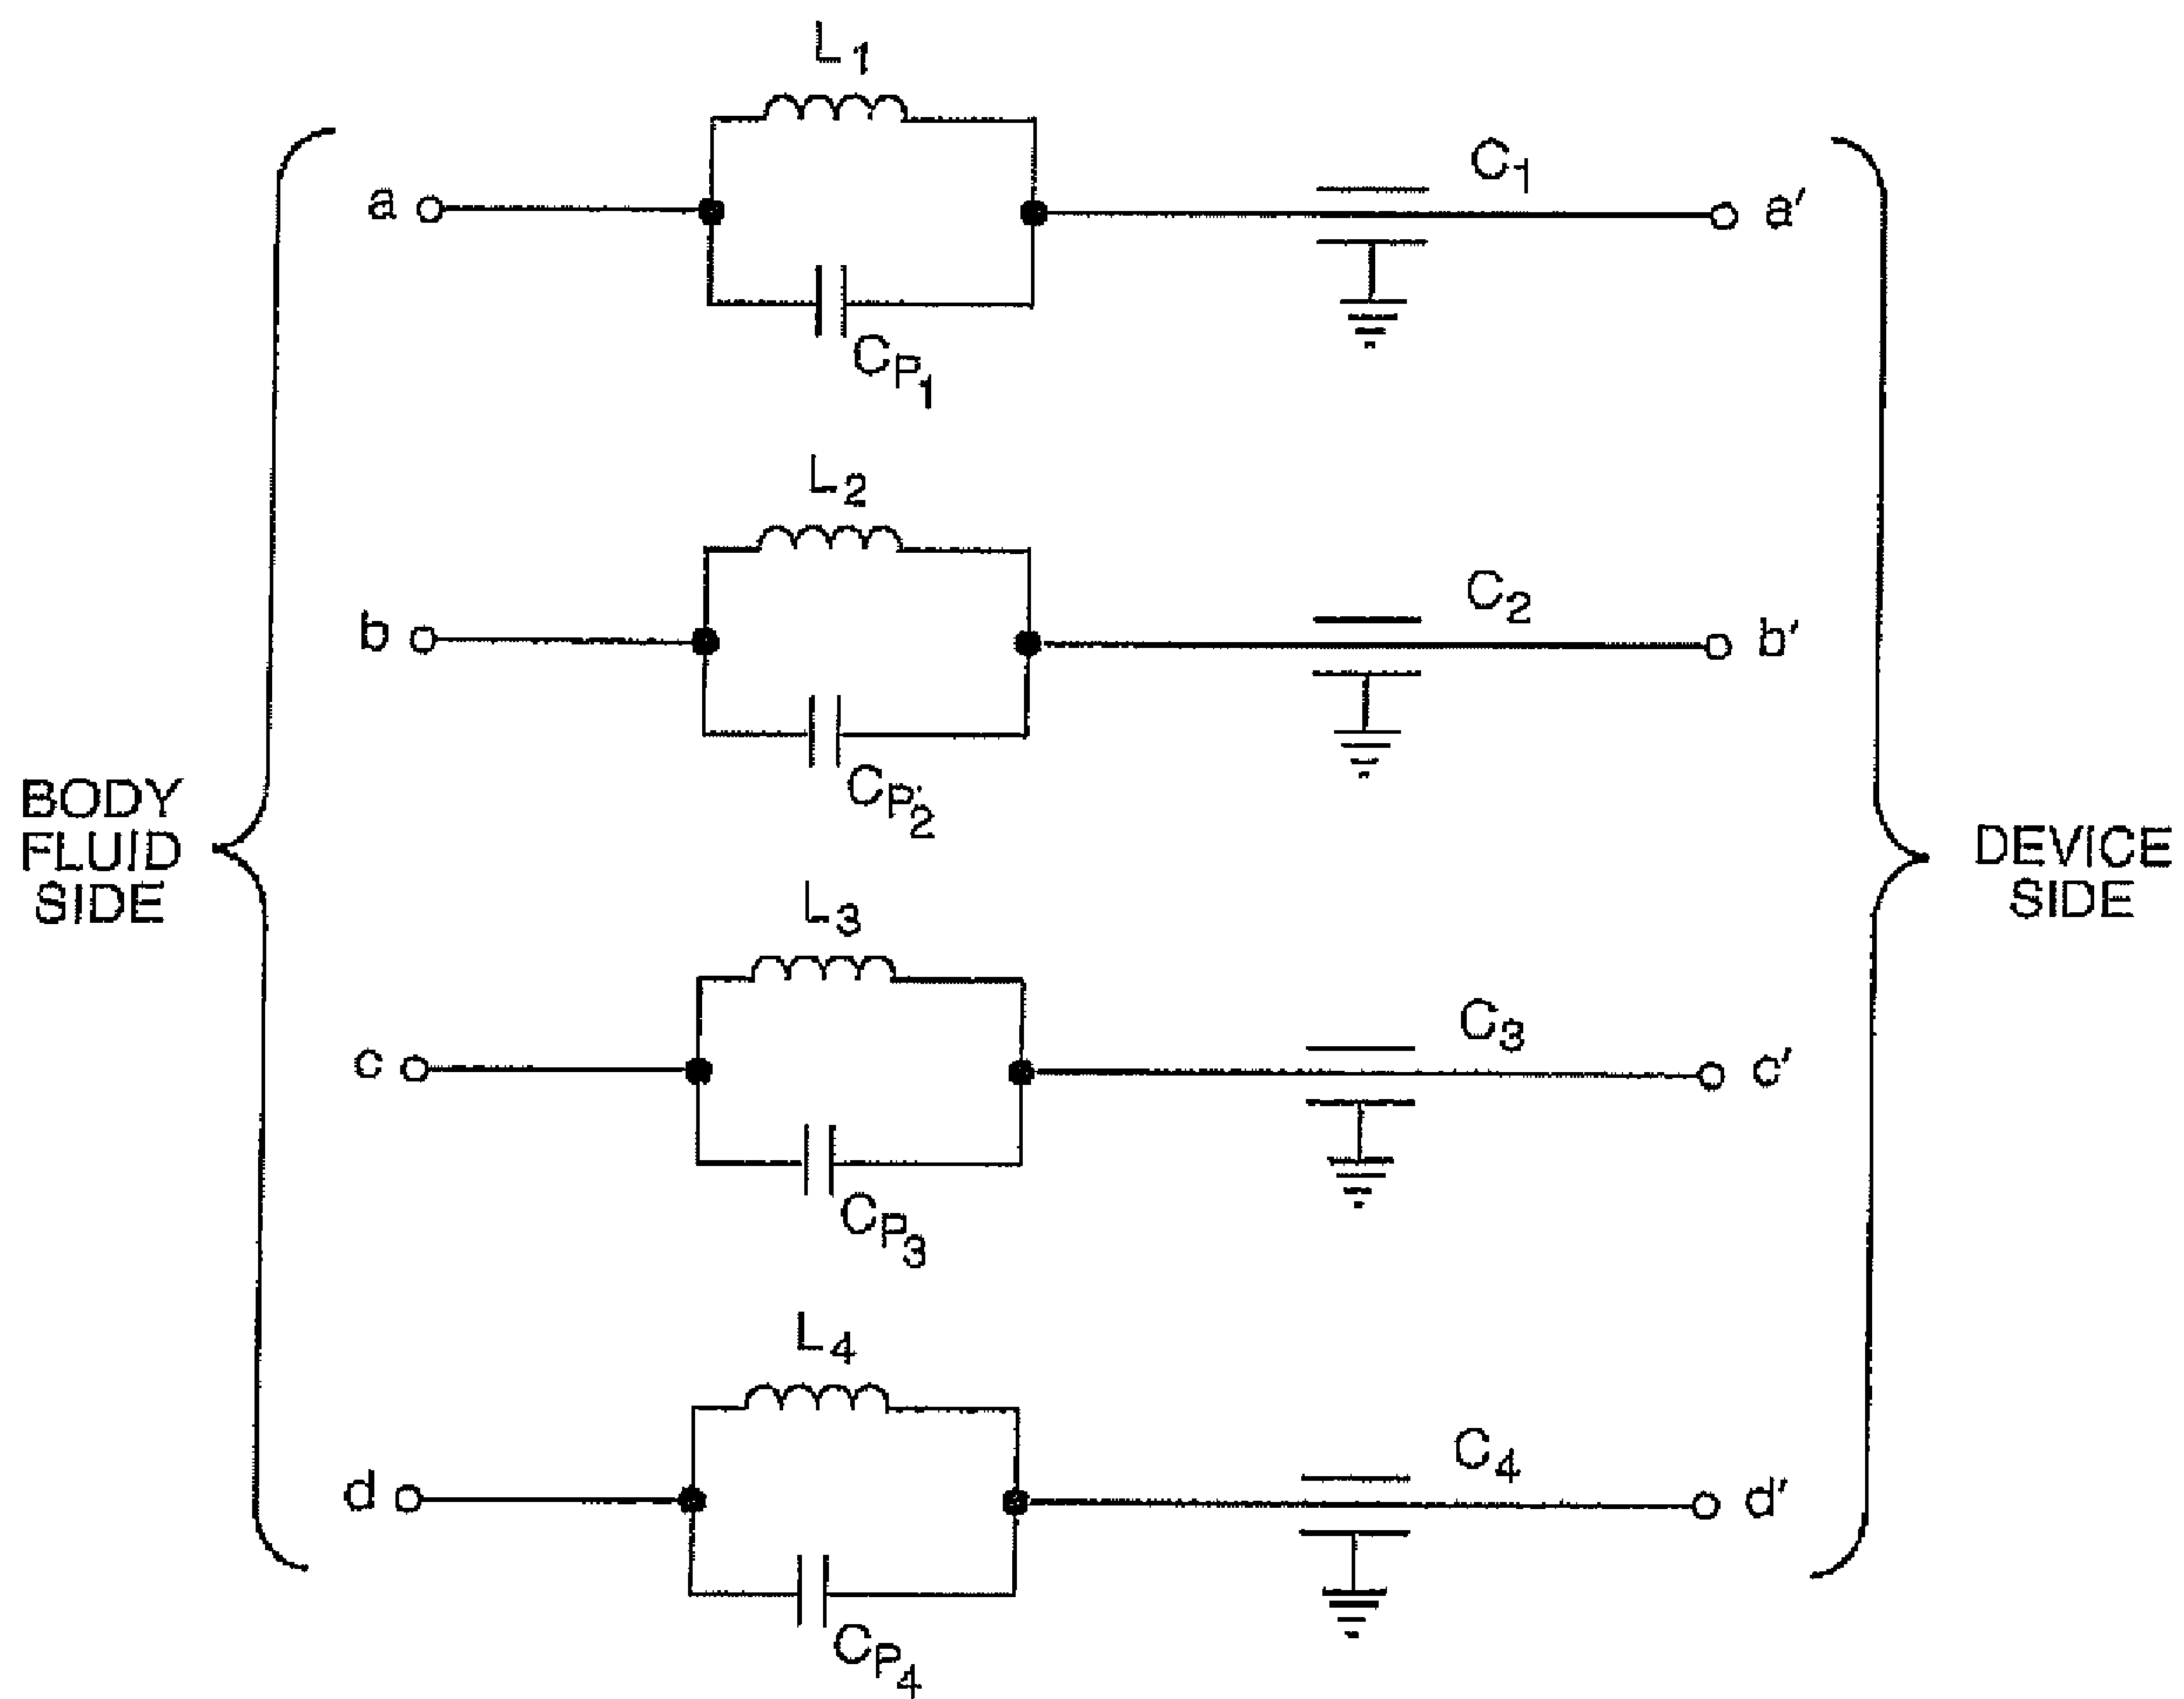 L1
C1
a
a′
CP1
L2
C2
b
b′
CP2
BODY
FLUID
SIDE
DEVICE
SIDE
L3
C3
c
c′
CP3
L4
C4
d
d′
CP4